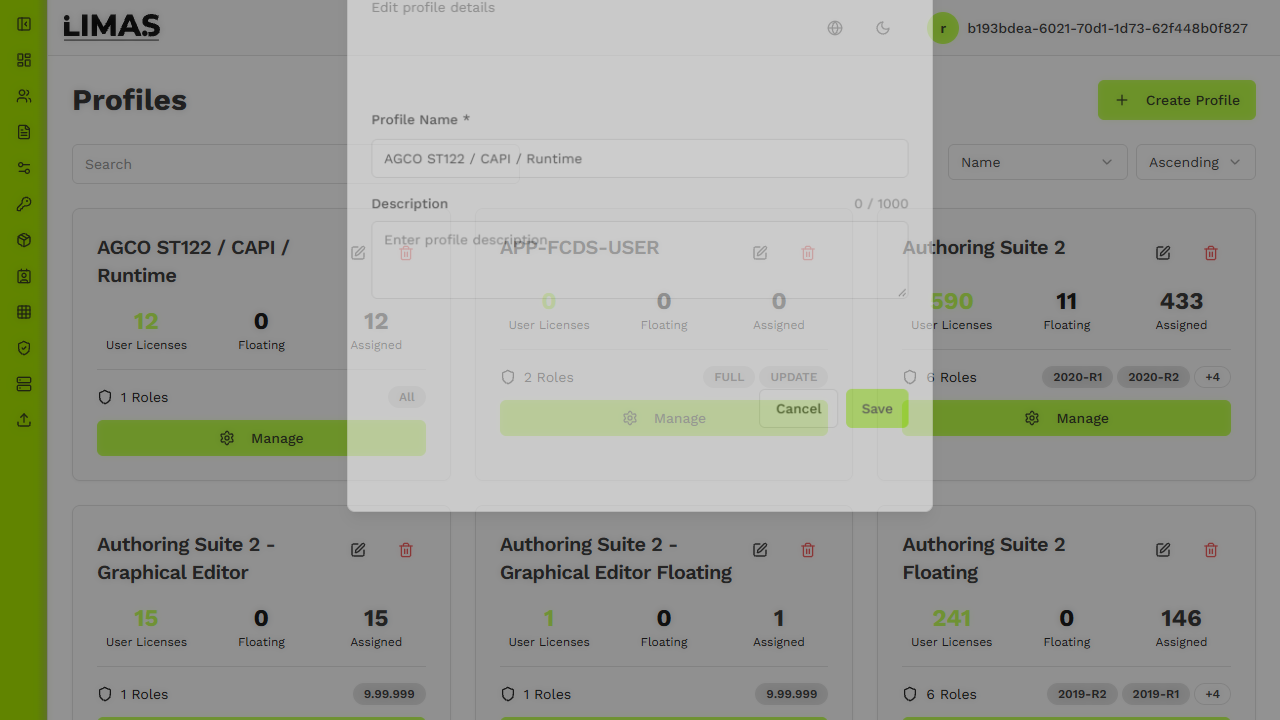 Edit profile details
LIMAS
r
b193bdea-6021-70d1-1d73-62f448b0f827
Profiles
Create Profile
Profile Name *
AGCO ST122 / CAPI / Runtime
Search
Name
Ascending
Description
0 / 1000
Enter profile description
AGCO ST122 / CAPI /
Runtime
12
User Licenses
0
Floating
12
Assigned
1 Roles
All
Manage
APP-FCDS-USER
0
User Licenses
0
Floating
0
Assigned
2 Roles
FULL
UPDATE
Manage
Cancel
Save
Authoring Suite 2
590
User Licenses
11
Floating
433
Assigned
6 Roles
2020-R1
2020-R2
+4
Manage
Authoring Suite 2 -
Graphical Editor
15
User Licenses
0
Floating
15
Assigned
1 Roles
9.99.999
Authoring Suite 2 -
Graphical Editor Floating
1
User Licenses
0
Floating
1
Assigned
1 Roles
9.99.999
Authoring Suite 2
Floating
241
User Licenses
0
Floating
146
Assigned
6 Roles
2019-R2
2019-R1
+4